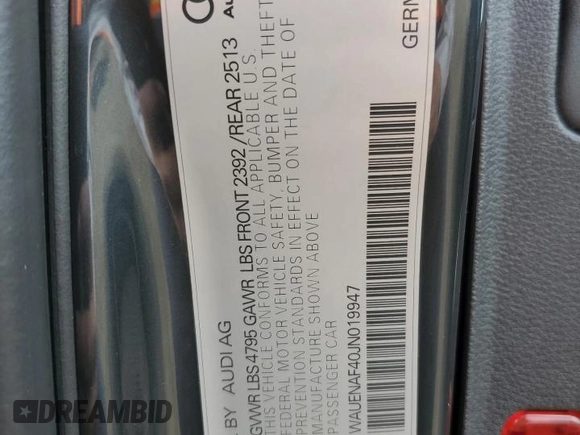 BY AUDI AG
GVWR LBS 4795 GAWR LBS FRONT 2392 /REAR 2513
THIS VEHICLE CONFORMS TO ALL APPLICABLE U.S.
FEDERAL MOTOR VEHICLE SAFETY, BUMPER AND THEFT
PREVENTION STANDARDS IN EFFECT ON THE DATE OF
MANUFACTURE SHOWN ABOVE
PASSENGER CAR
WAUENAF40JN019947
BIDCARS